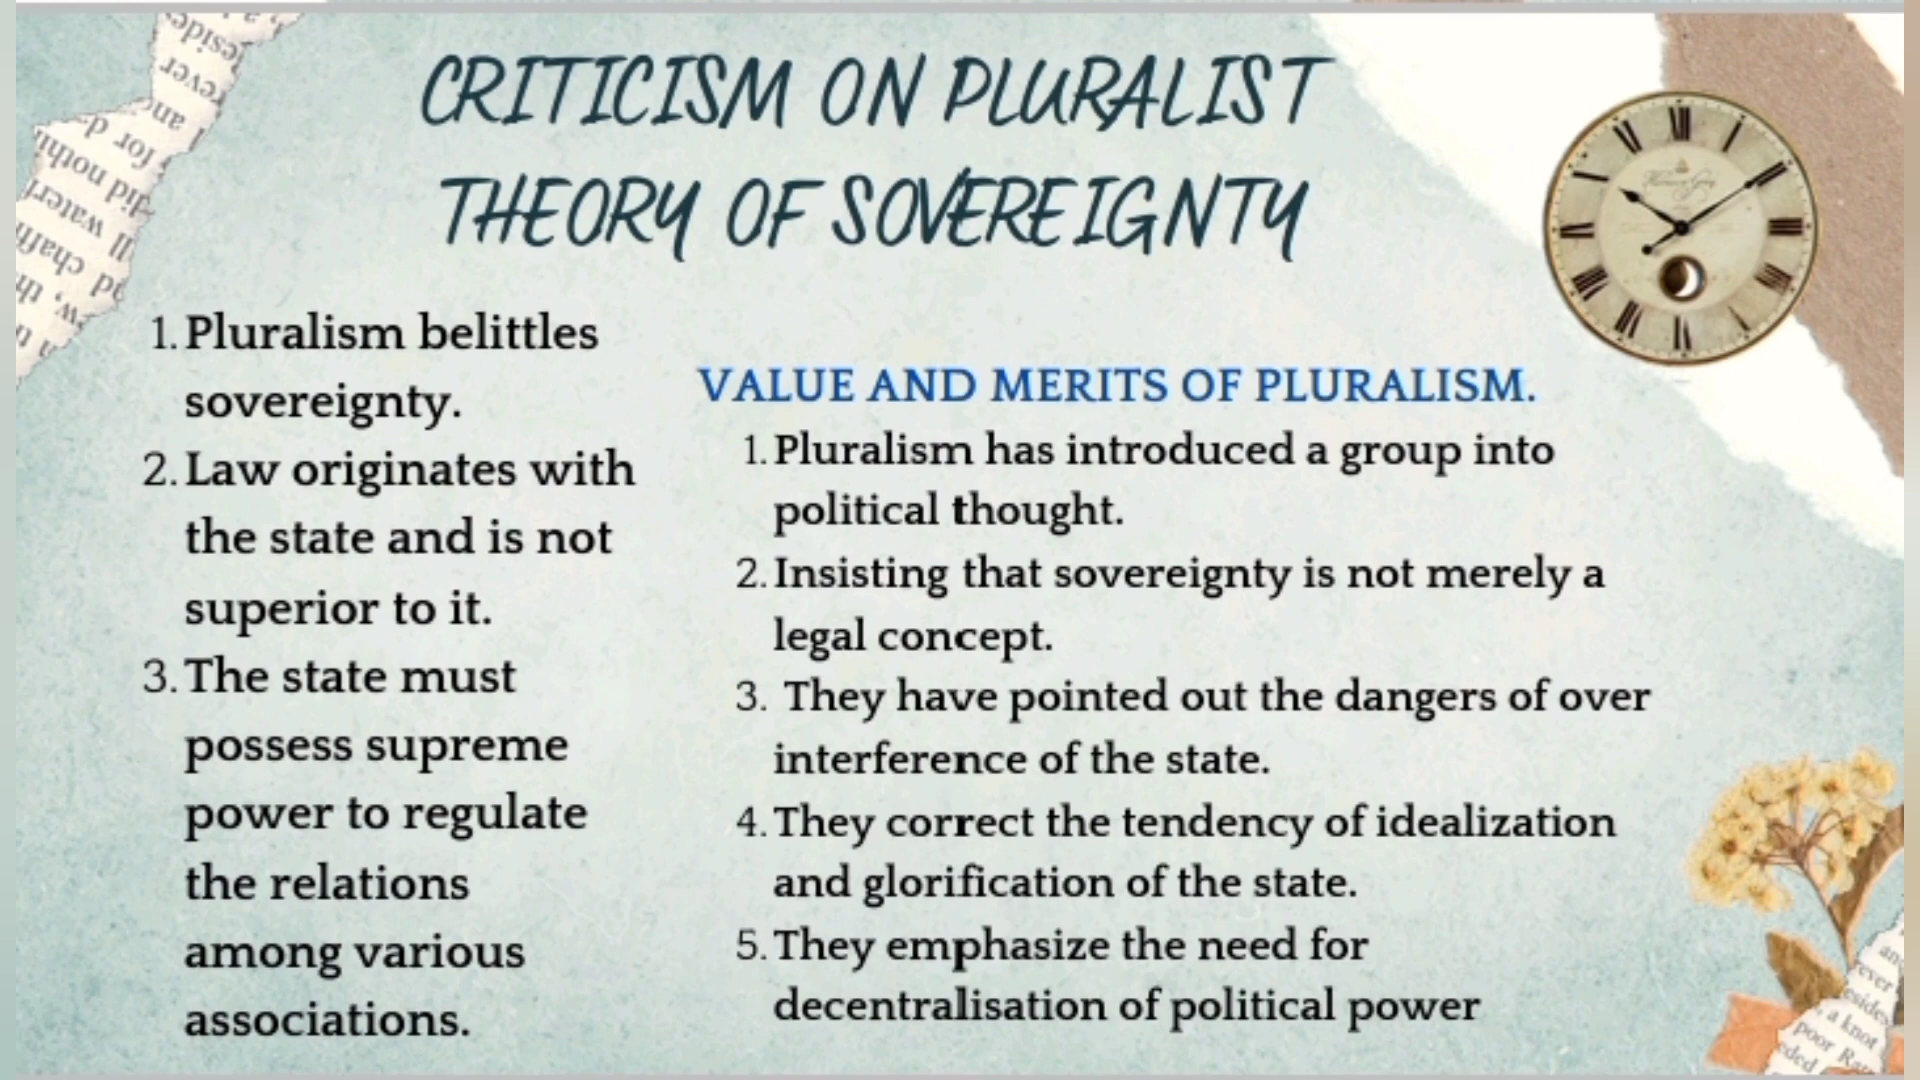 CRITICISM ON PLURALIST
THEORY OF SOVEREIGNTY
1. Pluralism belittles
sovereignty.
2. Law originates with
the state and is not
superior to it.
3. The state must
possess supreme
power to regulate
the relations
among various
associations.
VALUE AND MERITS OF PLURALISM.
1. Pluralism has introduced a group into
political thought.
2. Insisting that sovereignty is not merely a
legal concept.
3. They have pointed out the dangers of over
interference of the state.
4. They correct the tendency of idealization
and glorification of the state.
5. They emphasize the need for
decentralisation of political power